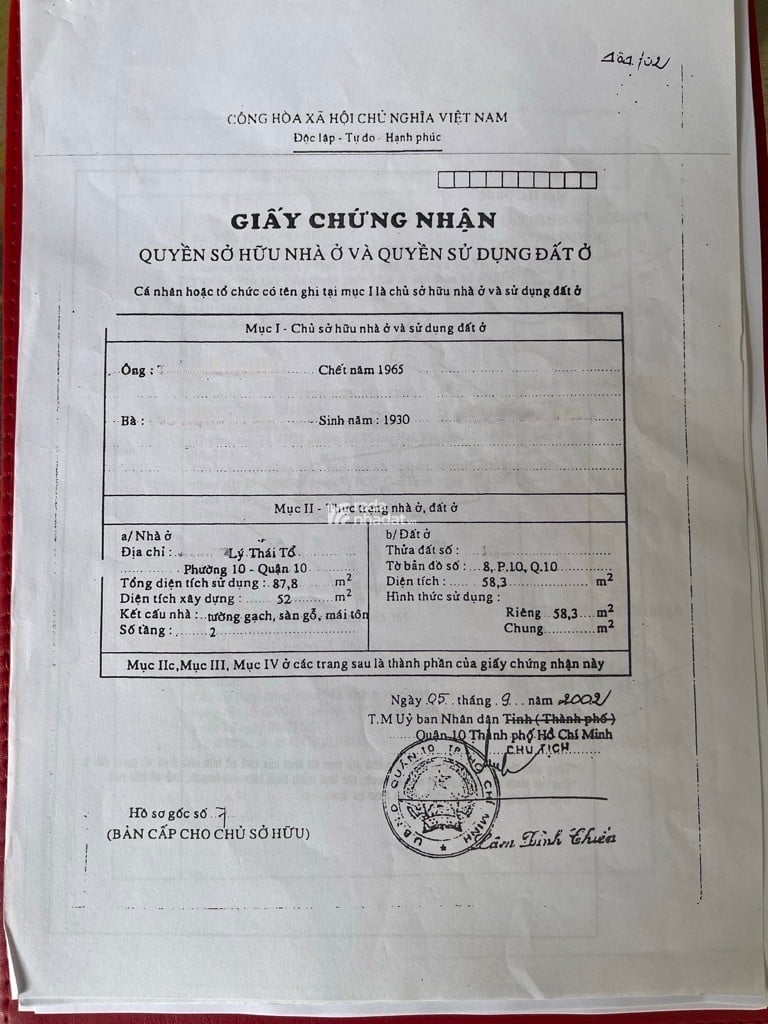 CỘNG HÒA XÃ HỘI CHỦ NGHĨA VIỆT NAM
Độc lập - Tự do - Hạnh phúc
GIẤY CHỨNG NHẬN
QUYỀN SỞ HỮU NHÀ Ở VÀ QUYỀN SỬ DỤNG ĐẤT Ở
Cá nhân hoặc tổ chức có tên ghi tại mục I là chủ sở hữu nhà ở và sử dụng đất ở
Mục I - Chủ sở hữu nhà ở và sử dụng đất ở
Ông : Chết năm 1965
Bà : Sinh năm : 1930
Mục II - Thực trạng nhà ở, đất ở
nhadat
a/ Nhà ở
Địa chỉ : Lý Thái Tổ
Phường 10 - Quận 10
Tổng diện tích sử dụng : 87,8 m2
Diện tích xây dựng : 52 m2
Kết cấu nhà : tường gạch, sàn gỗ, mái tôn
Số tầng : 2
b/ Đất ở
Thửa đất số :
Tờ bản đồ số : 8, P.10, Q.10
Diện tích : 58,3 m2
Hình thức sử dụng :
Riêng 58,3 m2
Chung m2
Mục IIc, Mục III, Mục IV ở các trang sau là thành phần của giấy chứng nhận này
Ngày 05 tháng 9 năm 2002
T.M Uỷ ban Nhân dân Tỉnh ( Thành phố )
Quận 10 Thành phố Hồ Chí Minh
CHỦ TỊCH
U.B.N.D QUẬN 10 T.P HỒ CHÍ MINH
Lâm Đình Chiến
Hồ sơ gốc số
(BẢN CẤP CHO CHỦ SỞ HỮU)